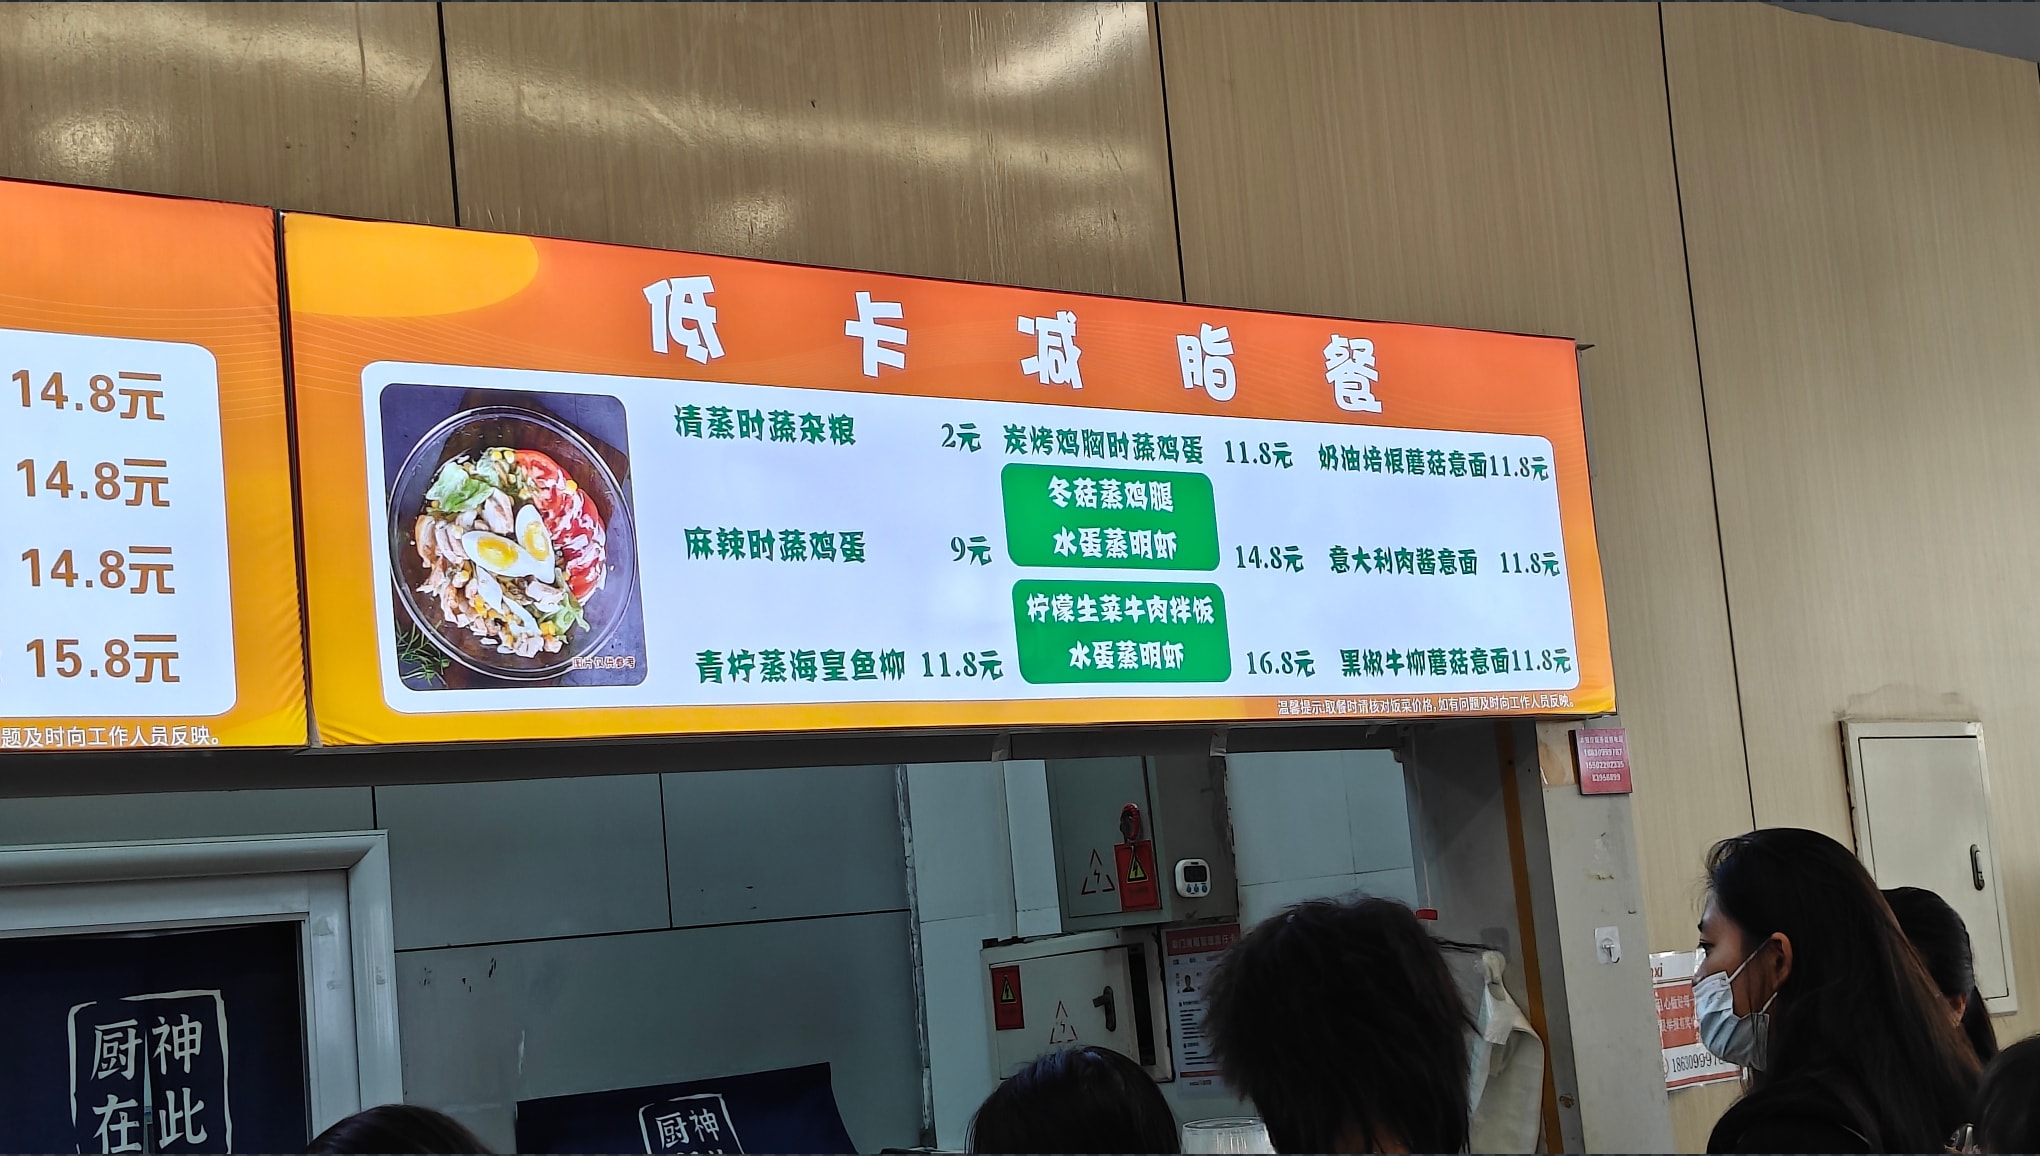 14.8元
14.8元
14.8元
15.8元
题及时向工作人员反映。
低卡减脂餐
清蒸时蔬杂粮 2元
麻辣时蔬鸡蛋 9元
青柠蒸海皇鱼柳 11.8元
炭烤鸡胸时蔬鸡蛋 11.8元
冬菇蒸鸡腿
水蛋蒸明虾 14.8元
柠檬生菜牛肉拌饭
水蛋蒸明虾 16.8元
奶油培根蘑菇意面11.8元
意大利肉酱意面 11.8元
黑椒牛柳蘑菇意面11.8元
图片仅供参考
温馨提示:取餐时请核对饭菜价格,如有问题及时向工作人员反映。
厨神
在此
厨神